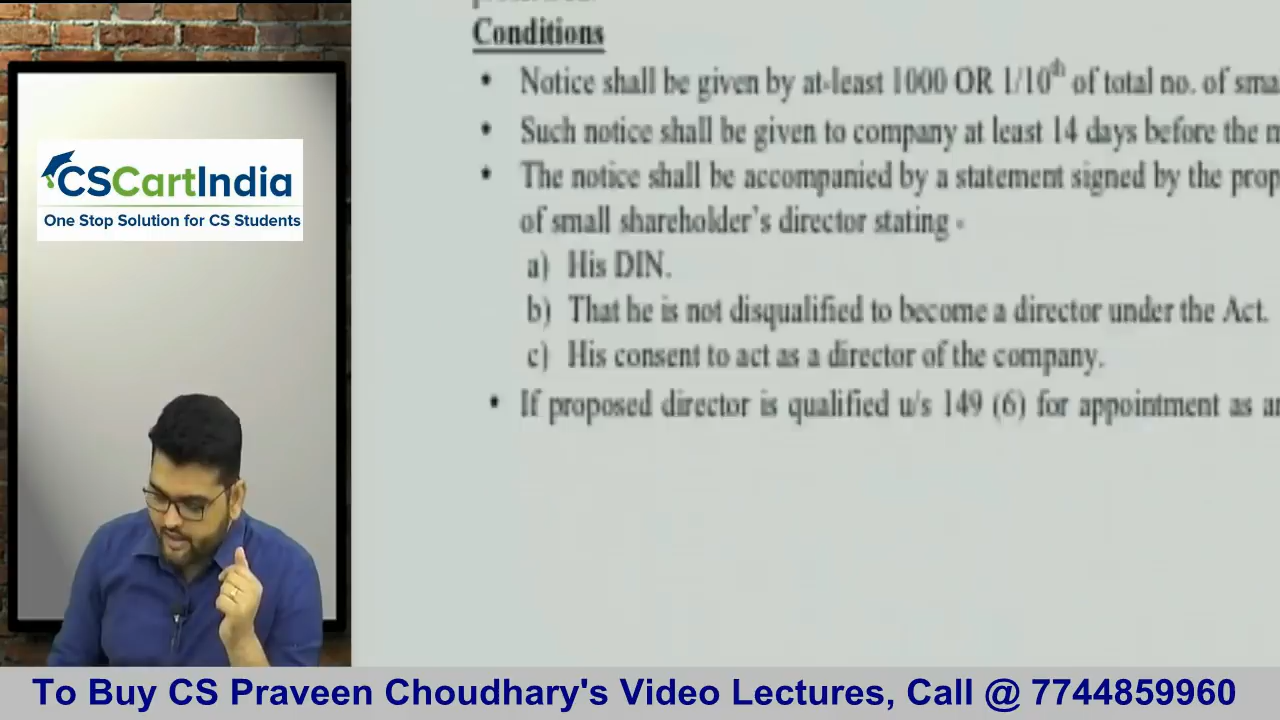 Conditions
• Notice shall be given by at-least 1000 OR 1/10th of total no. of sma
• Such notice shall be given to company at least 14 days before the m
• The notice shall be accompanied by a statement signed by the prop
of small shareholder's director stating -
a) His DIN.
b) That he is not disqualified to become a director under the Act.
c) His consent to act as a director of the company.
• If proposed director is qualified u/s 149 (6) for appointment as an
CSCartIndia
One Stop Solution for CS Students
To Buy CS Praveen Choudhary's Video Lectures, Call @ 7744859960